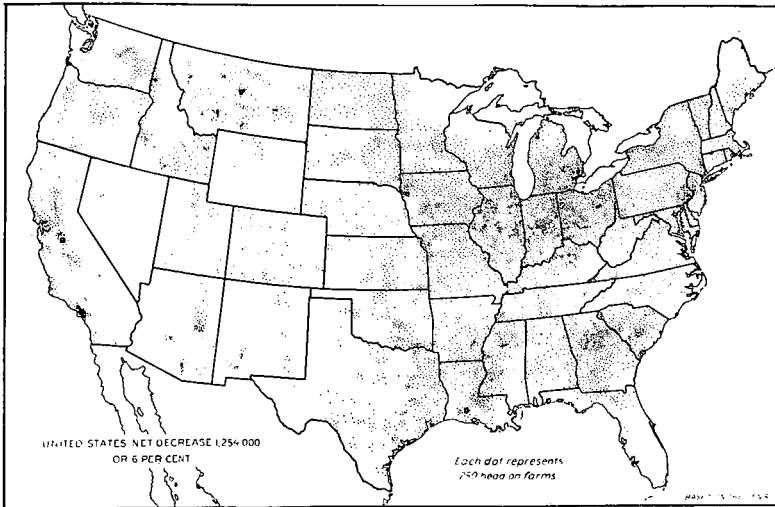 UNITED STATES NET DECREASE 1,254 000
OR 6 PER CENT
Each dot represents
250 head on farms